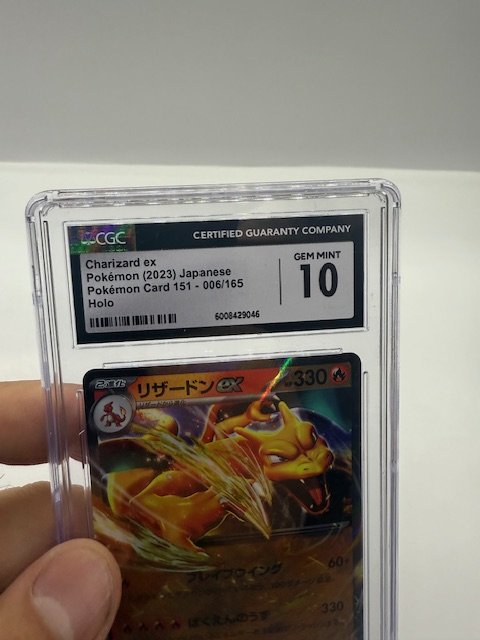 CGC
CERTIFIED GUARANTY COMPANY
Charizard ex
Pokémon (2023) Japanese
Pokémon Card 151 - 006/165
Holo
GEM MINT
10
6008429046
2進化
リザードンex
HP330
ブレイブウイング
60+
ばくえんのうず
330